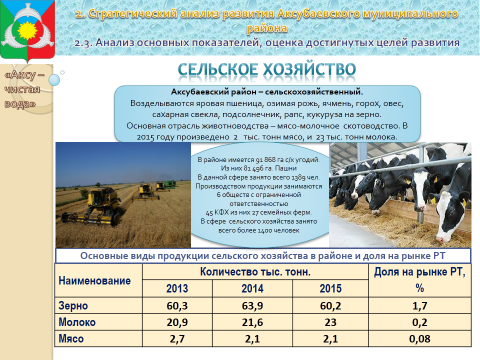 2. Стратегический анализ развития Аксубаевского муниципального
района
2.3. Анализ основных показателей, оценка достигнутых целей развития
«Аксу –
чистая
вода»
СЕЛЬСКОЕ ХОЗЯЙСТВО
Аксубаевский район – сельскохозяйственный.
Возделываются яровая пшеница, озимая рожь, ячмень, горох, овес,
сахарная свекла, подсолнечник, рапс, кукуруза на зерно.
Основная отрасль животноводства – мясо-молочное скотоводство. В
2015 году произведено 2 тыс. тонн мясо, и 23 тыс. тонн молока.
В районе имеется 91 868 га с/х угодий.
Из них 81 496 га. Пашни
В данной сфере занято всего 1389 чел.
Производством продукции занимаются
6 обществ с ограниченной
ответственностью
45 КФХ из них 27 семейных ферм.
В сфере сельского хозяйства занято
всего более 1400 человек
Основные виды продукции сельского хозяйства в районе и доля на рынке РТ
Наименование Количество тыс. тонн. Доля на рынке РТ, %
2013 2014 2015
Зерно 60,3 63,9 60,2 1,7
Молоко 20,9 21,6 23 0,2
Мясо 2,7 2,1 2,1 0,08